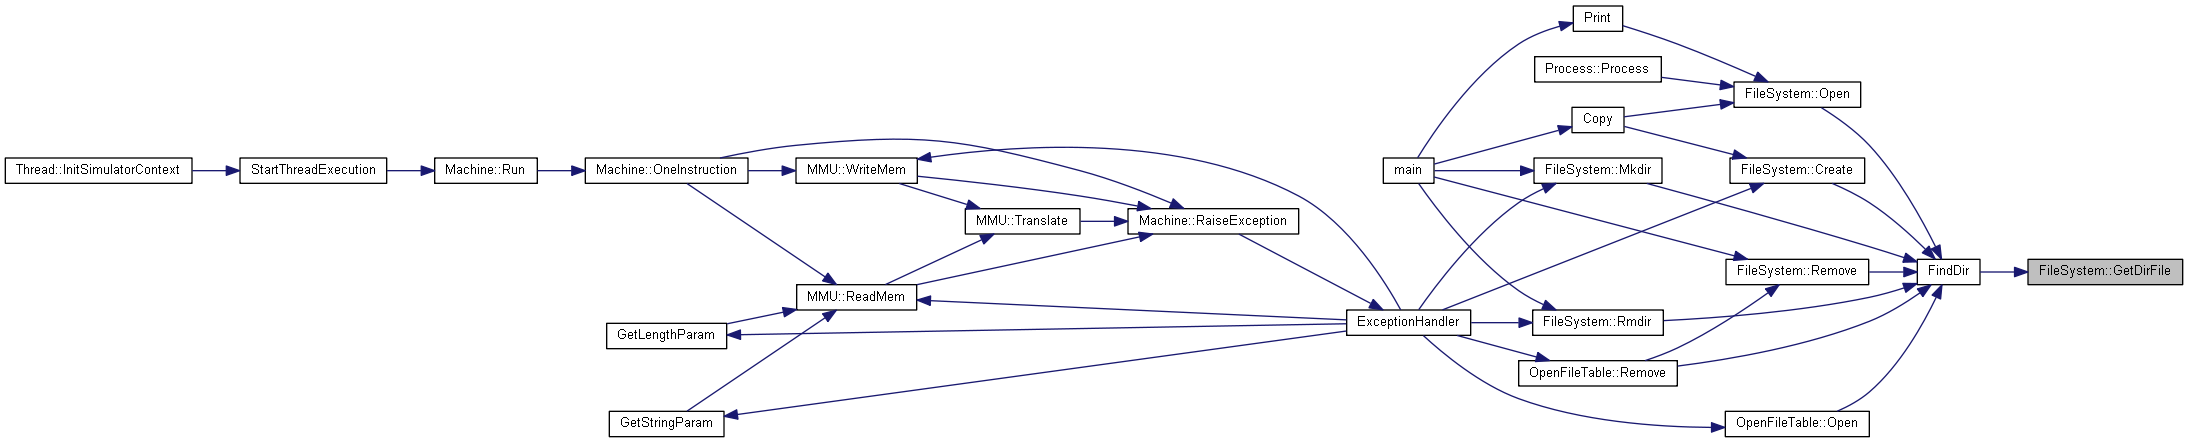 Print
Process::Process
FileSystem::Open
Copy
Thread::InitSimulatorContext
StartThreadExecution
Machine::Run
Machine::OneInstruction
MMU::WriteMem
main
FileSystem::Mkdir
FileSystem::Create
MMU::Translate
Machine::RaiseException
FileSystem::Remove
FindDir
FileSystem::GetDirFile
MMU::ReadMem
GetLengthParam
ExceptionHandler
FileSystem::Rmdir
OpenFileTable::Remove
GetStringParam
OpenFileTable::Open